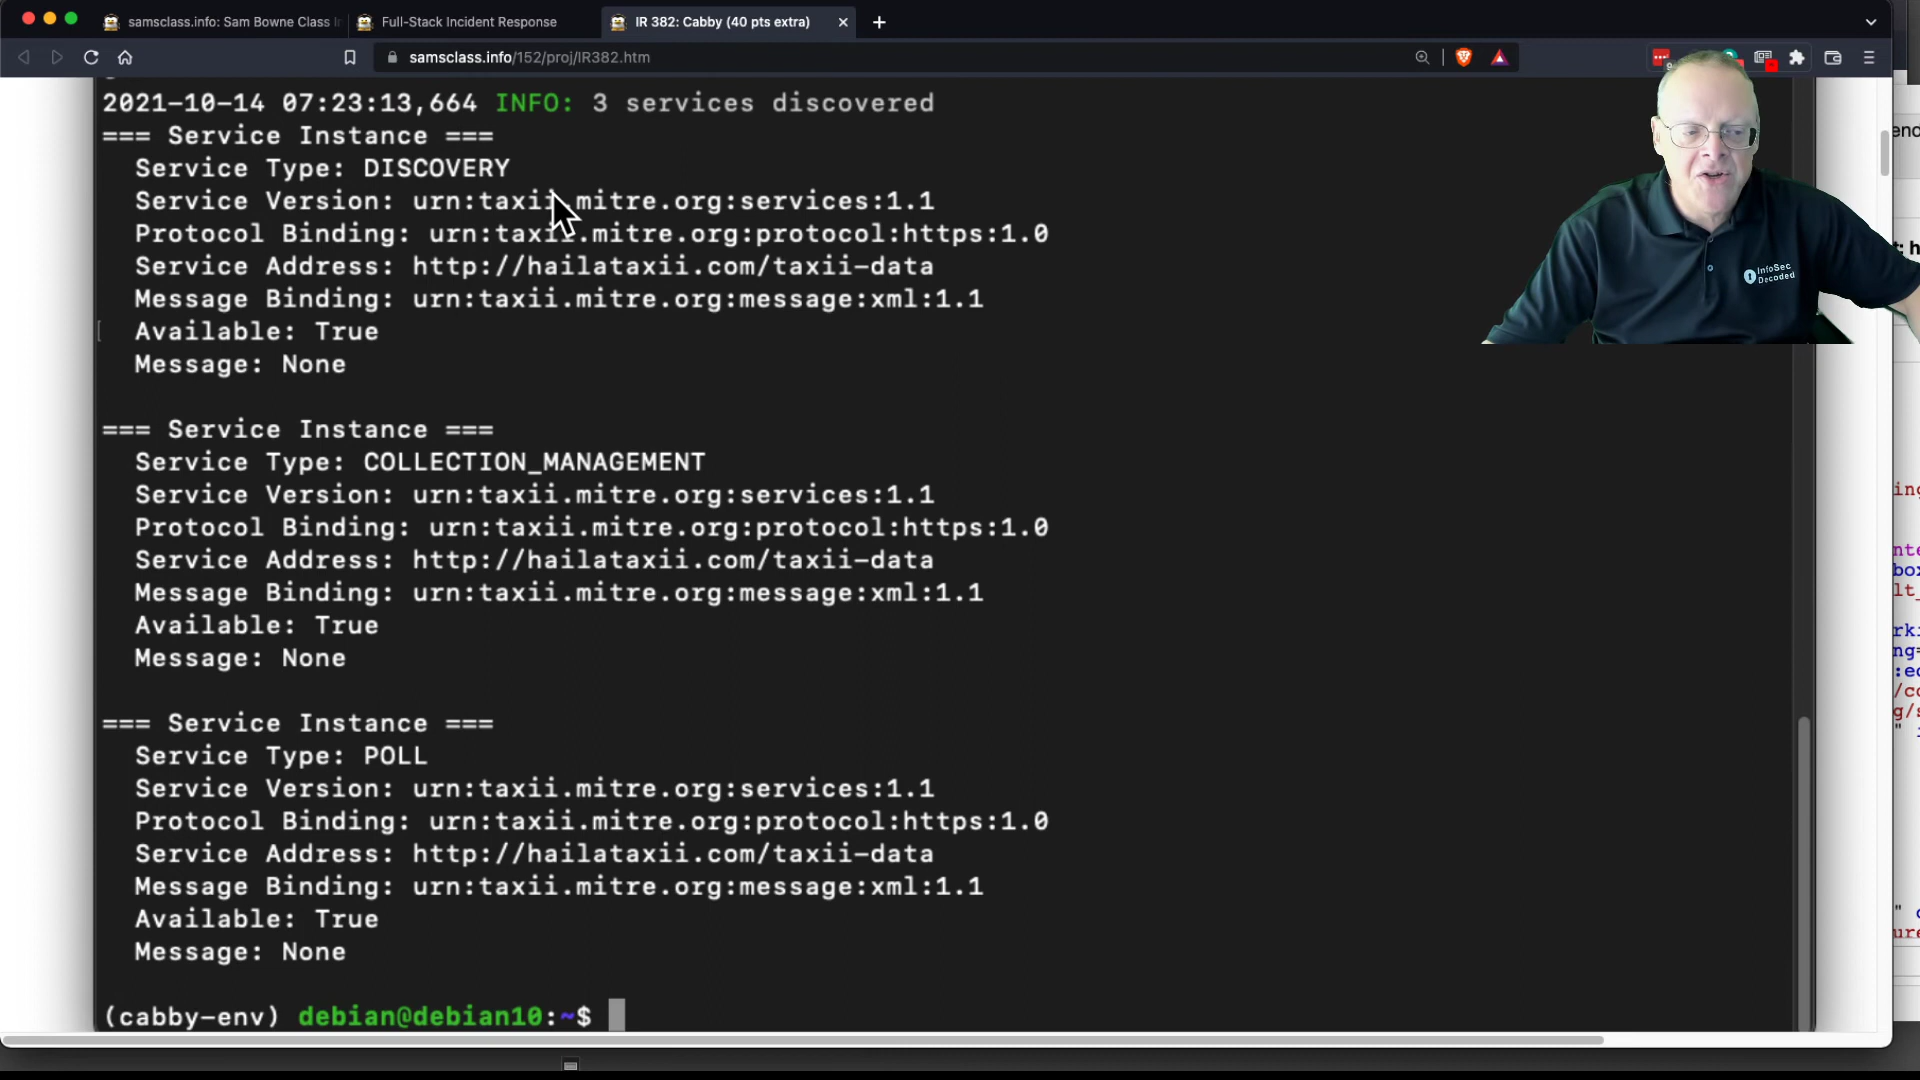 samsclass.info: Sam Bowne Class In
Full-Stack Incident Response
IR 382: Cabby (40 pts extra)
samsclass.info/152/proj/IR382.htm
2021-10-14 07:23:13,664 INFO: 3 services discovered
=== Service Instance ===
Service Type: DISCOVERY
Service Version: urn:taxii.mitre.org:services:1.1
Protocol Binding: urn:taxii.mitre.org:protocol:https:1.0
Service Address: http://hailataxii.com/taxii-data
Message Binding: urn:taxii.mitre.org:message:xml:1.1
Available: True
Message: None
=== Service Instance ===
Service Type: COLLECTION_MANAGEMENT
Service Version: urn:taxii.mitre.org:services:1.1
Protocol Binding: urn:taxii.mitre.org:protocol:https:1.0
Service Address: http://hailataxii.com/taxii-data
Message Binding: urn:taxii.mitre.org:message:xml:1.1
Available: True
Message: None
=== Service Instance ===
Service Type: POLL
Service Version: urn:taxii.mitre.org:services:1.1
Protocol Binding: urn:taxii.mitre.org:protocol:https:1.0
Service Address: http://hailataxii.com/taxii-data
Message Binding: urn:taxii.mitre.org:message:xml:1.1
Available: True
Message: None
(cabby-env) debian@debian10:~$
InfoSec
Decoded